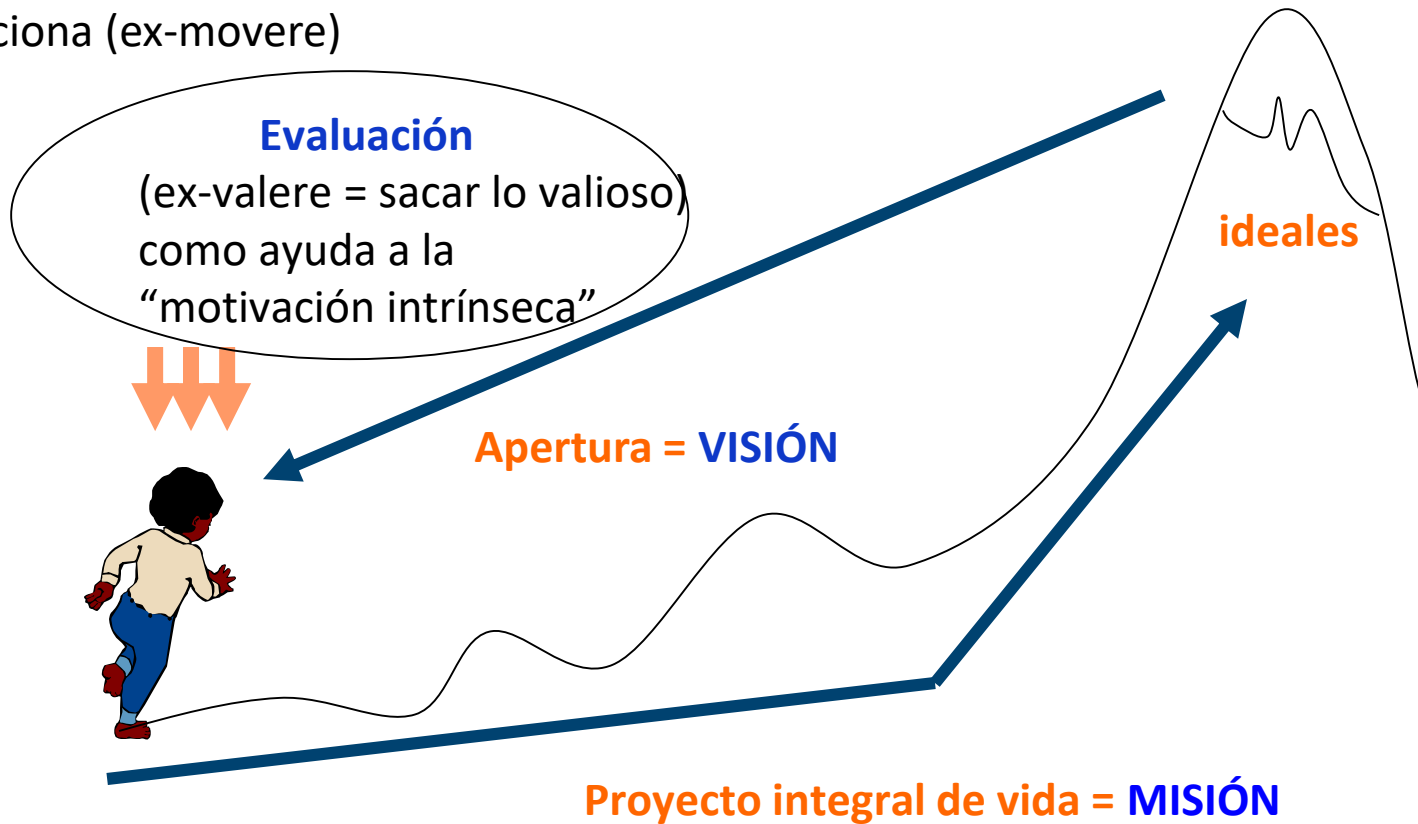 ciona (ex-movere)
Evaluación
(ex-valere = sacar lo valioso)
como ayuda a la
“motivación intrínseca”
ideales
Apertura = VISIÓN
Proyecto integral de vida = MISIÓN